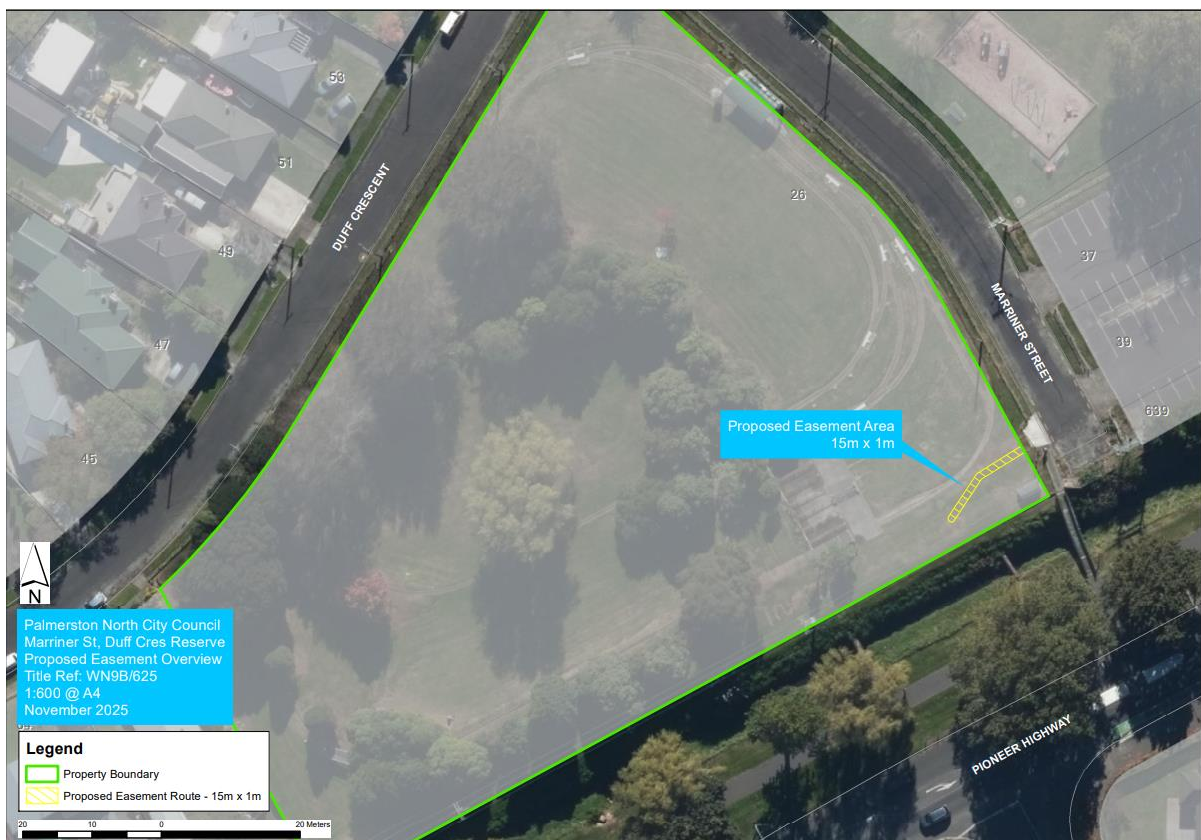 53
51
DUFF CRESCENT
49
47
45
26
37
MARRINER STREET
39
639
Proposed Easement Area
15m x 1m
N
Palmerston North City Council
Marriner St, Duff Cres Reserve
Proposed Easement Overview
Title Ref: WN9B/625
1:600 @ A4
November 2025
PIONEER HIGHWAY
Legend
Property Boundary
Proposed Easement Route - 15m x 1m
20 10 0 20 Meters